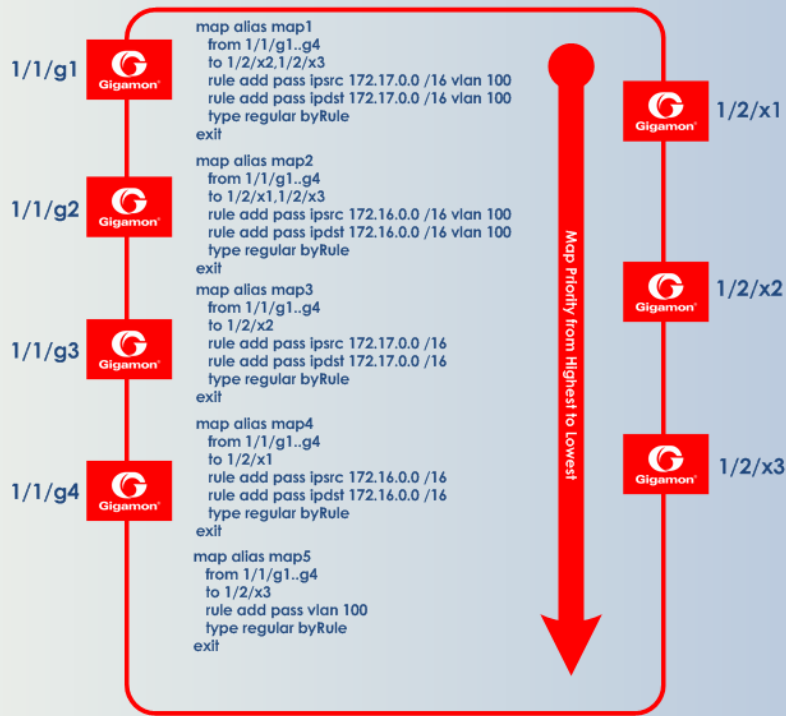 1/1/g1
Gigamon®
1/1/g2
Gigamon®
1/1/g3
Gigamon®
1/1/g4
Gigamon®
map alias map1
from 1/1/g1..g4
to 1/2/x2,1/2/x3
rule add pass ipsrc 172.17.0.0 /16 vlan 100
rule add pass ipdst 172.17.0.0 /16 vlan 100
type regular byRule
exit
map alias map2
from 1/1/g1..g4
to 1/2/x1,1/2/x3
rule add pass ipsrc 172.16.0.0 /16 vlan 100
rule add pass ipdst 172.16.0.0 /16 vlan 100
type regular byRule
exit
map alias map3
from 1/1/g1..g4
to 1/2/x2
rule add pass ipsrc 172.17.0.0 /16
rule add pass ipdst 172.17.0.0 /16
type regular byRule
exit
map alias map4
from 1/1/g1..g4
to 1/2/x1
rule add pass ipsrc 172.16.0.0 /16
rule add pass ipdst 172.16.0.0 /16
type regular byRule
exit
map alias map5
from 1/1/g1..g4
to 1/2/x3
rule add pass vlan 100
type regular byRule
exit
Map Priority from Highest to Lowest
Gigamon®
1/2/x1
Gigamon®
1/2/x2
Gigamon®
1/2/x3